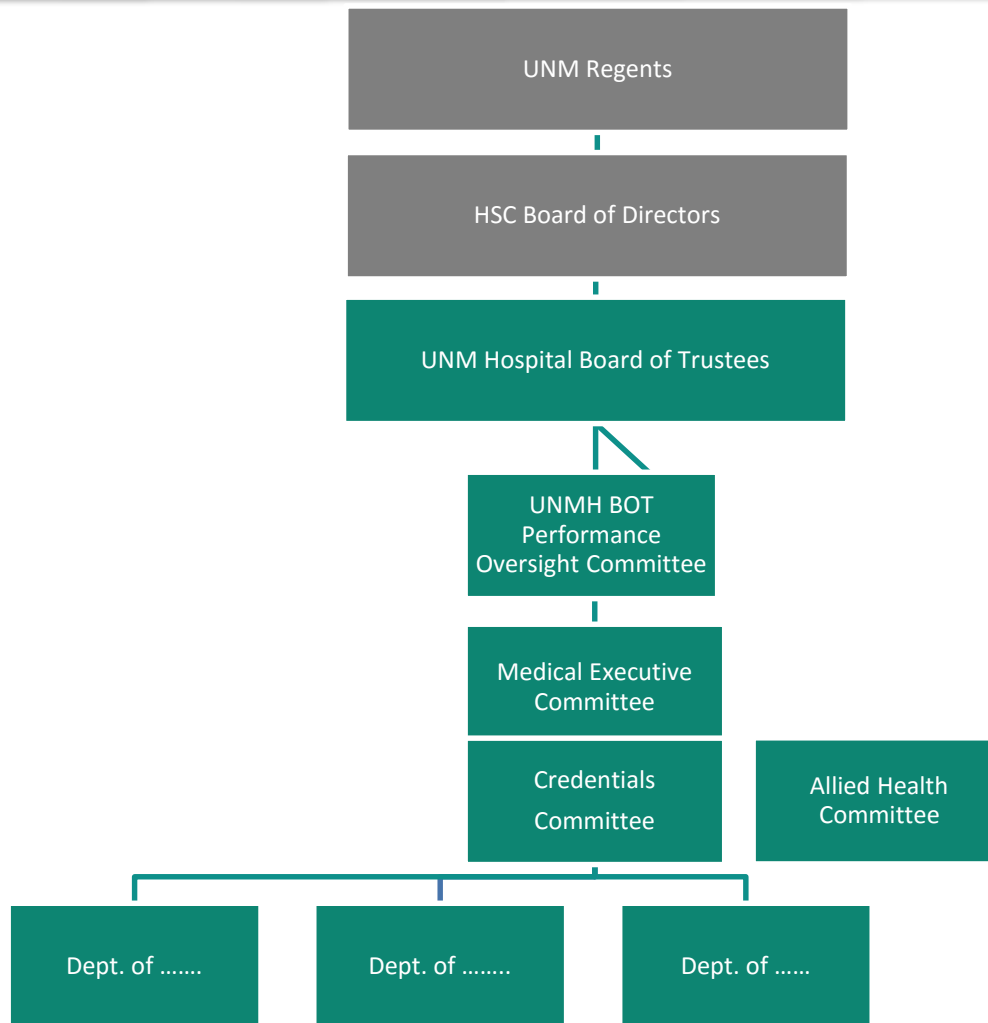 UNM Regents
HSC Board of Directors
UNM Hospital Board of Trustees
UNMH BOT
Performance
Oversight Committee
Medical Executive
Committee
Credentials
Committee
Allied Health
Committee
Dept. of …….
Dept. of ……..
Dept. of ……